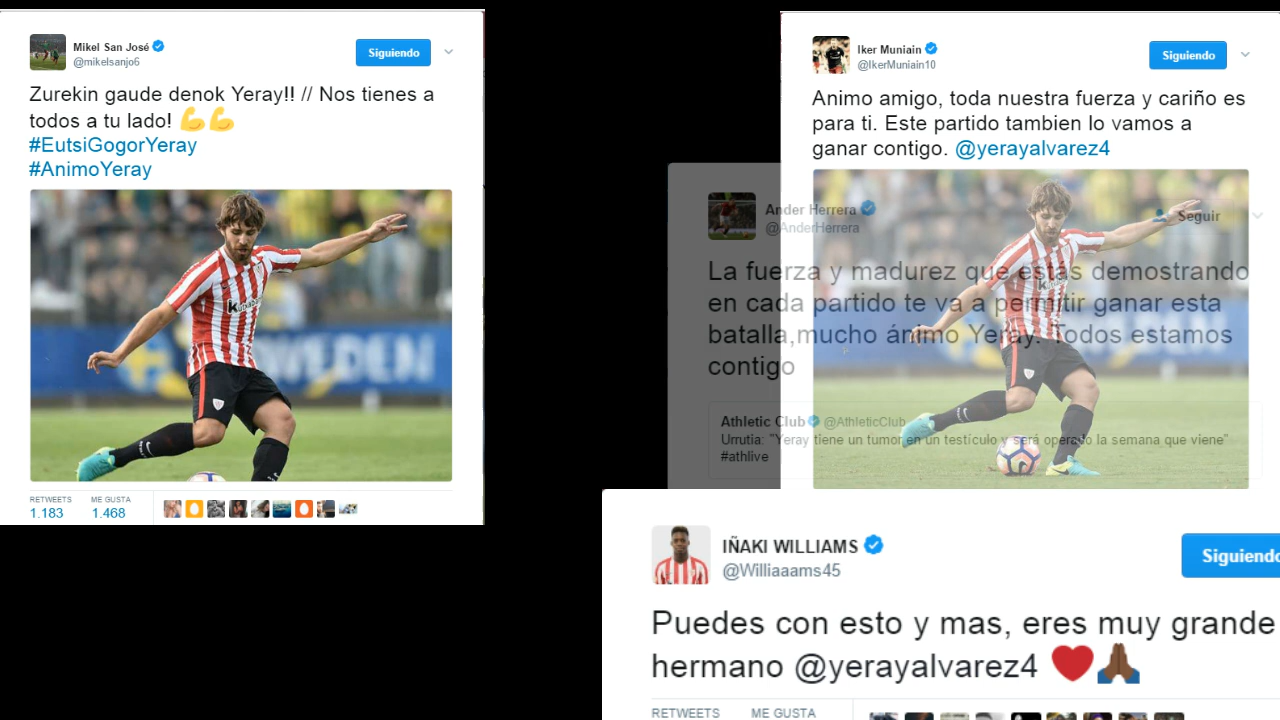 Mikel San José
@mikelsanjo6
Siguiendo
Zurekin gaude denok Yeray!! // Nos tienes a
todos a tu lado! 💪💪
#EutsiGogorYeray
#AnimoYeray
Kutxabank
WEDEN
RETWEETS
ME GUSTA
1.183
1.468
Iker Muniain
@IkerMuniain10
Siguiendo
Animo amigo, toda nuestra fuerza y cariño es
para ti. Este partido tambien lo vamos a
ganar contigo. @yerayalvarez4
Ander Herrera
@AnderHerrera
Seguir
La fuerza y madurez que estás demostrando
en cada partido te va a permitir ganar esta
batalla,mucho ánimo Yeray. Todos estamos
contigo
Athletic Club @AthleticClub
Urrutia: "Yeray tiene un tumor en un testículo y será operado la semana que viene"
#athlive
IÑAKI WILLIAMS
@Williaaams45
Siguiendo
Puedes con esto y mas, eres muy grande
hermano @yerayalvarez4 ❤️🙏🏾
RETWEETS
ME GUSTA